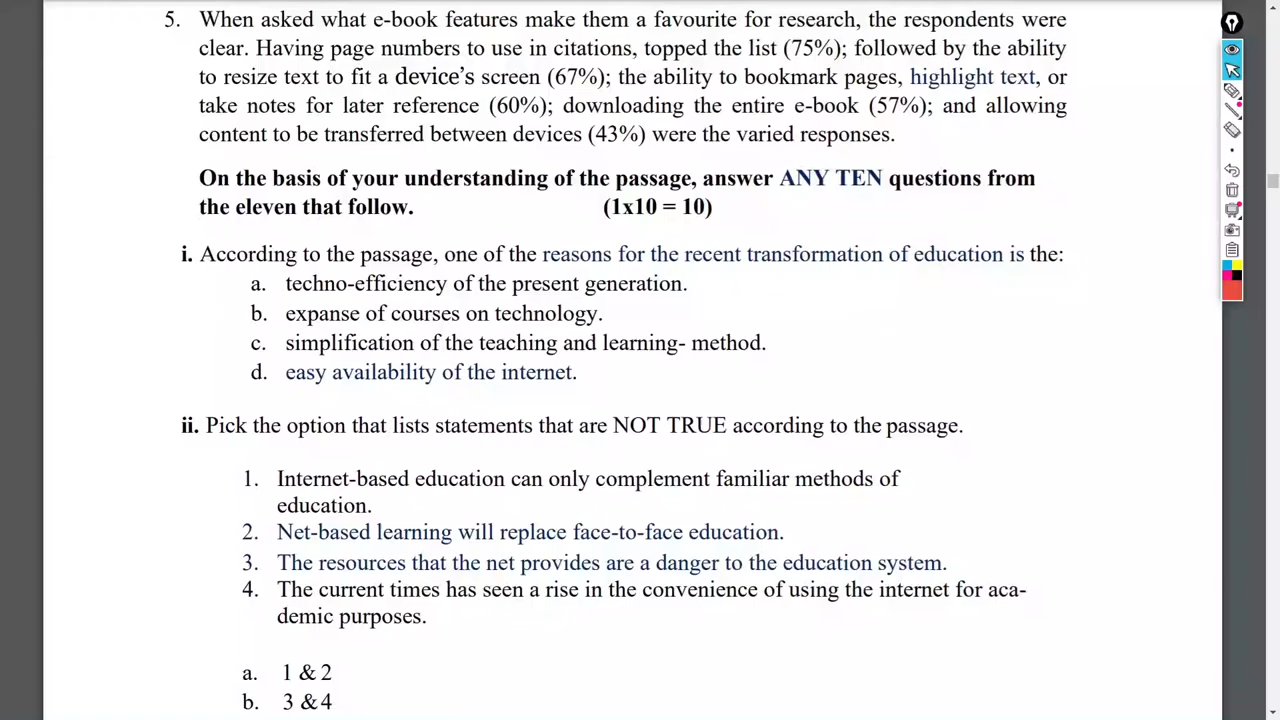 5. When asked what e-book features make them a favourite for research, the respondents were
clear. Having page numbers to use in citations, topped the list (75%); followed by the ability
to resize text to fit a device’s screen (67%); the ability to bookmark pages, highlight text, or
take notes for later reference (60%); downloading the entire e-book (57%); and allowing
content to be transferred between devices (43%) were the varied responses.
On the basis of your understanding of the passage, answer ANY TEN questions from
the eleven that follow. (1x10 = 10)
i. According to the passage, one of the reasons for the recent transformation of education is the:
a. techno-efficiency of the present generation.
b. expanse of courses on technology.
c. simplification of the teaching and learning- method.
d. easy availability of the internet.
ii. Pick the option that lists statements that are NOT TRUE according to the passage.
1. Internet-based education can only complement familiar methods of
education.
2. Net-based learning will replace face-to-face education.
3. The resources that the net provides are a danger to the education system.
4. The current times has seen a rise in the convenience of using the internet for aca-
demic purposes.
a. 1 & 2
b. 3 & 4